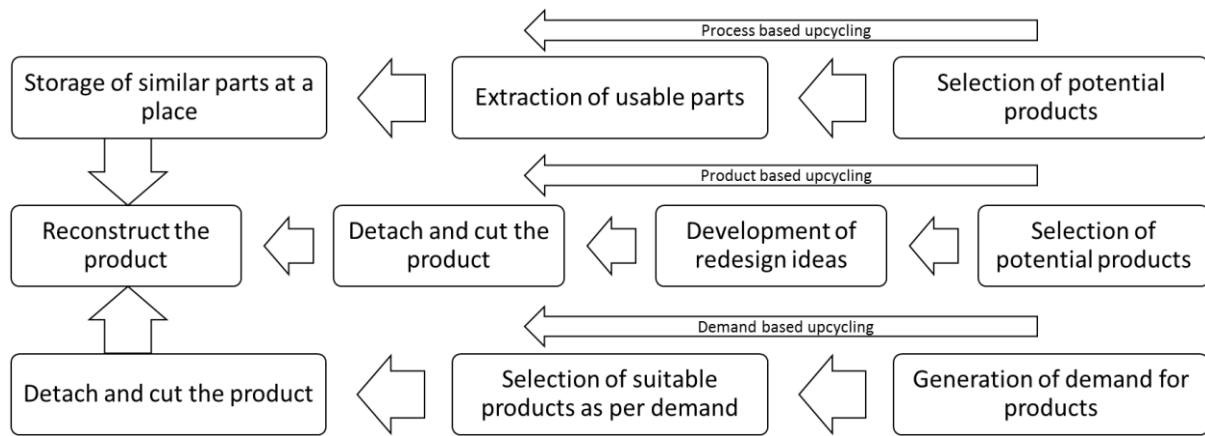 Process based upcycling
Storage of similar parts at a
place
Extraction of usable parts
Selection of potential
products
Product based upcycling
Reconstruct the
product
Detach and cut the
product
Development of
redesign ideas
Selection of
potential products
Demand based upcycling
Detach and cut the product
Selection of suitable
products as per demand
Generation of demand for
products